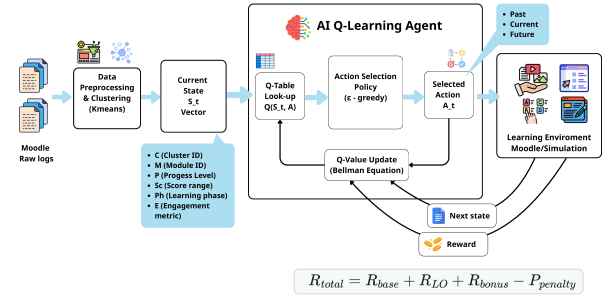 Moodle
Raw logs
Data
Preprocessing
& Clustering
(Kmeans)
Current
State
S_t
Vector
• C (Cluster ID)
• M (Module ID)
• P (Progess Level)
• Sc (Score range)
• Ph (Learning phase)
• E (Engagement
metric)
AI Q-Learning Agent
Q-Table
Look-up
Q(S_t, A)
Action Selection
Policy
(ε - greedy)
Selected
Action
A_t
• Past
• Current
• Future
Q-Value Update
(Bellman Equation)
Learning Enviroment
Moodle/Simulation
Next state
Reward
R_total = R_base + R_LO + R_bonus − P_penalty